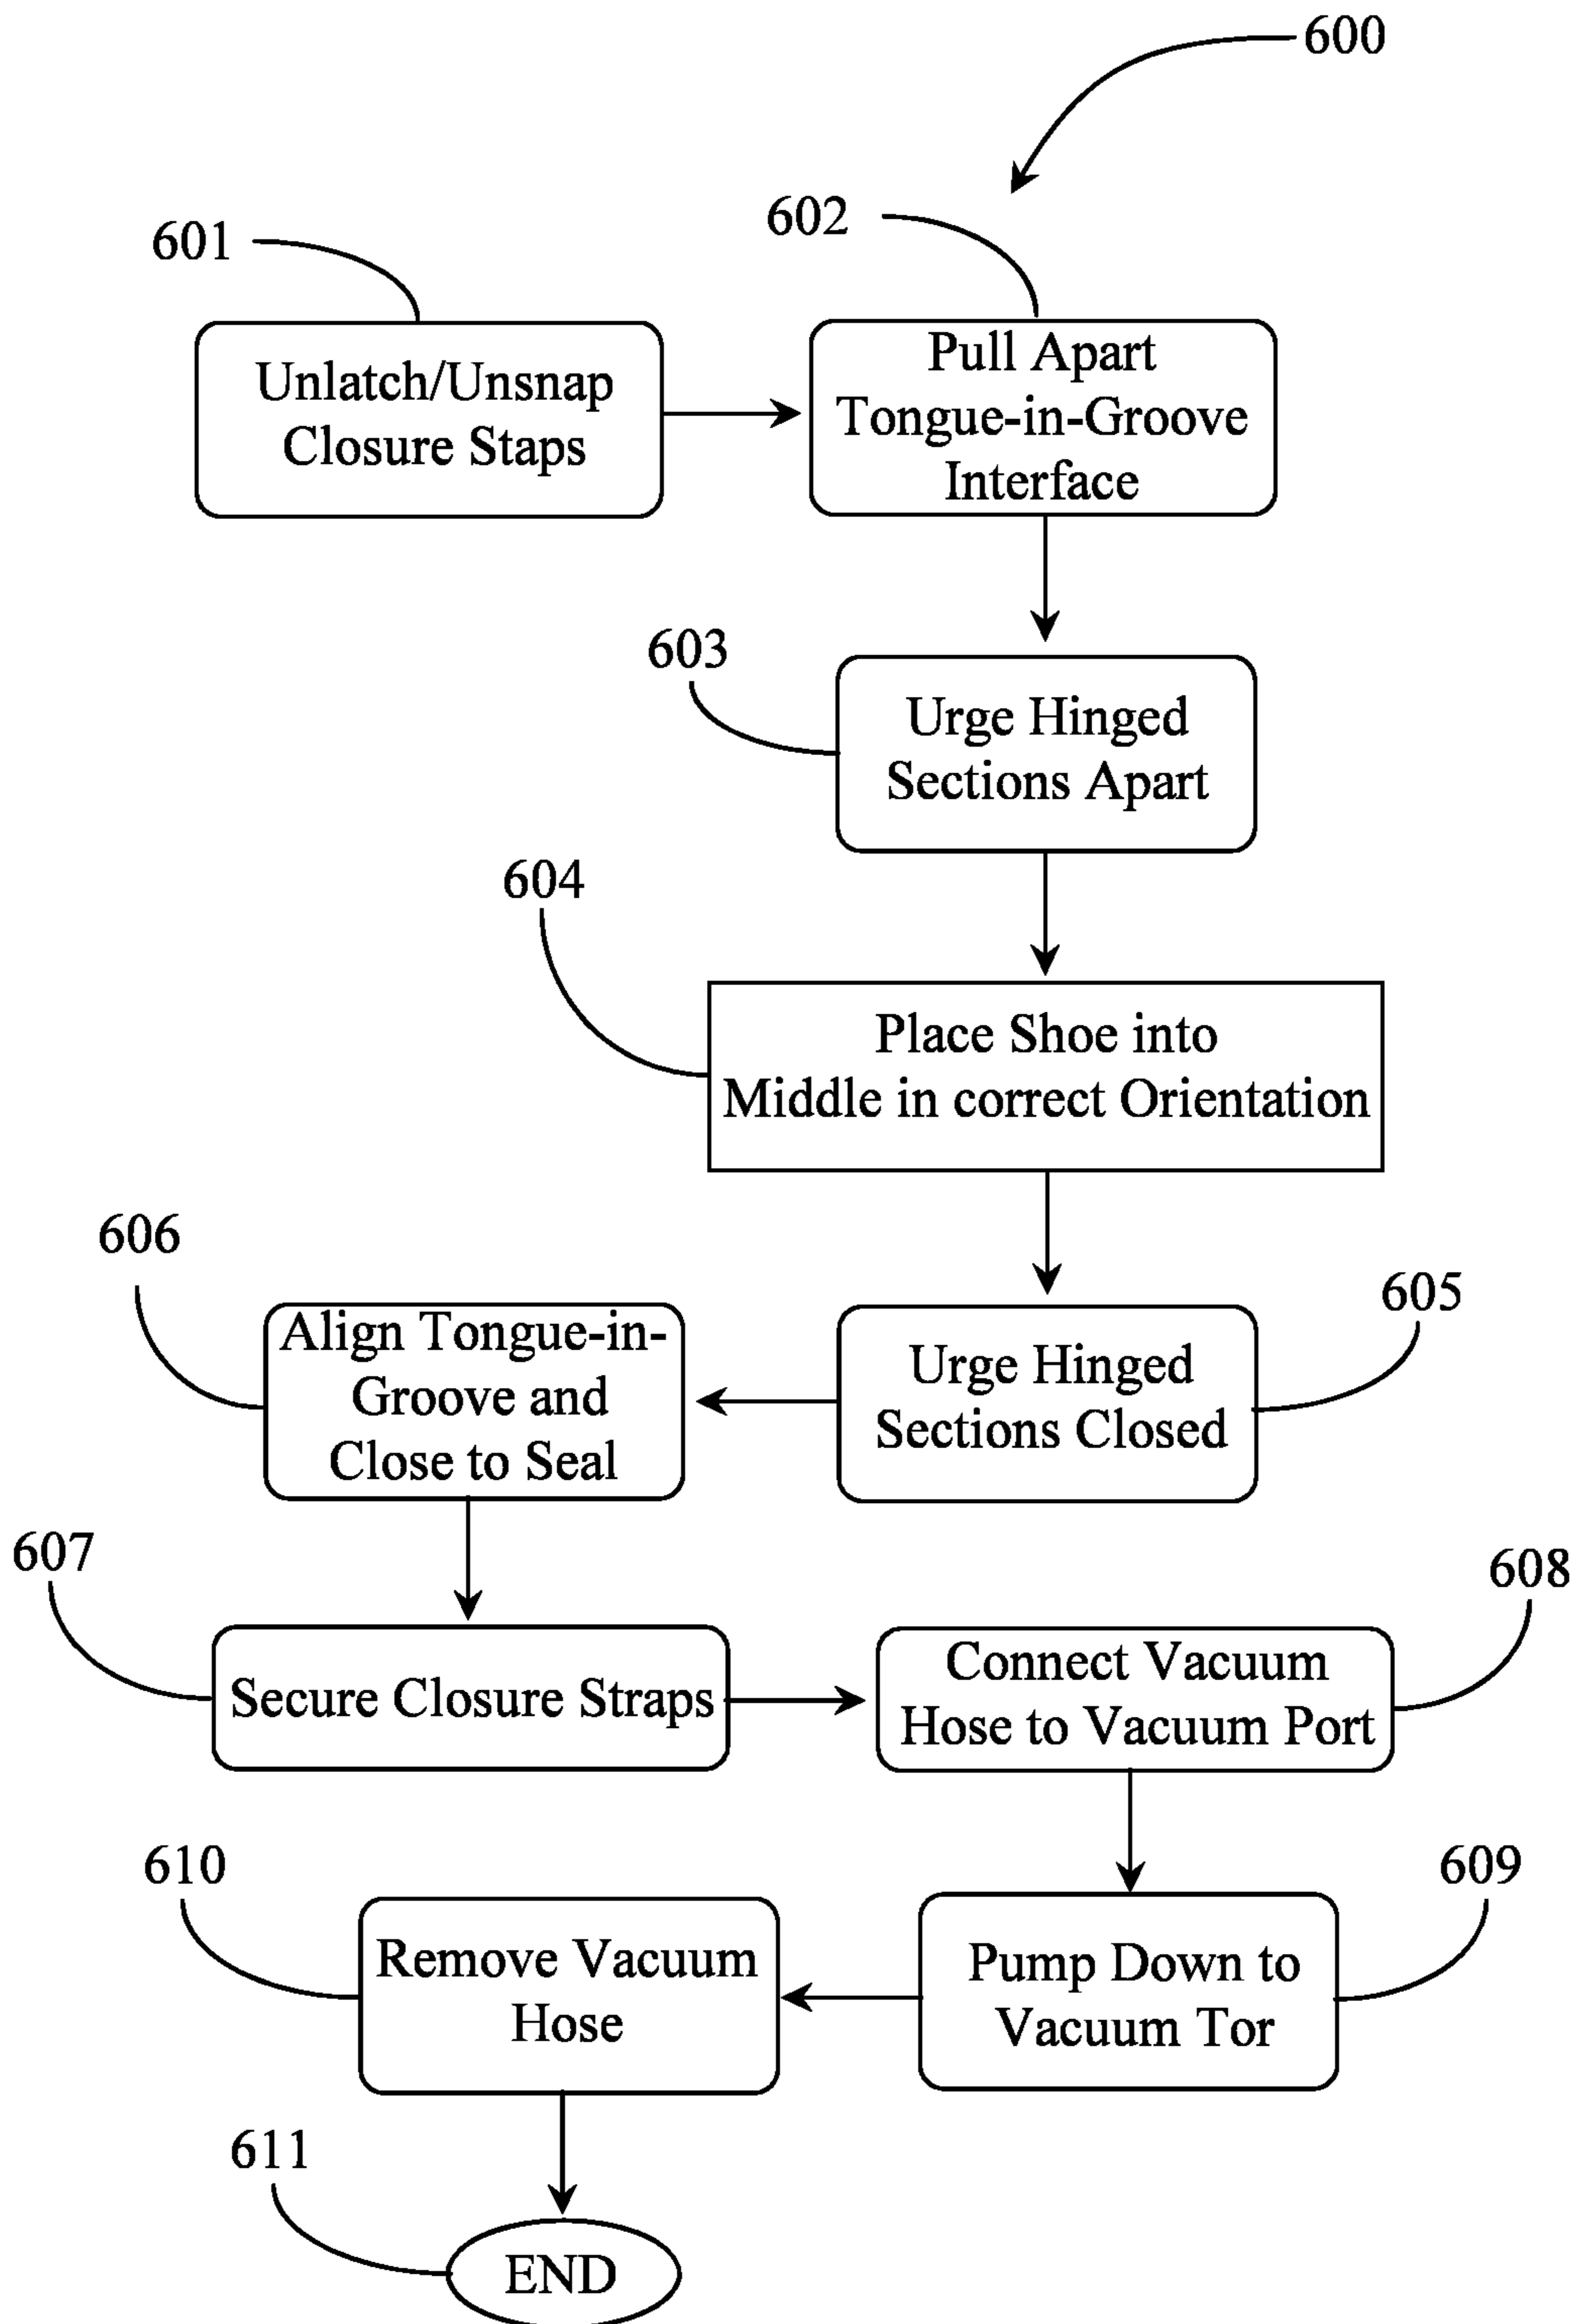 600
601
602
Unlatch/Unsnap
Closure Staps
Pull Apart
Tongue-in-Groove
Interface
603
Urge Hinged
Sections Apart
604
Place Shoe into
Middle in correct Orientation
605
Urge Hinged
Sections Closed
606
Align Tongue-in-
Groove and
Close to Seal
607
Secure Closure Straps
608
Connect Vacuum
Hose to Vacuum Port
609
Pump Down to
Vacuum Tor
610
Remove Vacuum
Hose
611
END